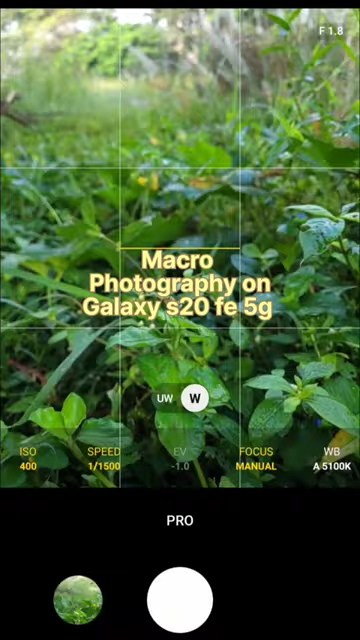 F 1.8
Macro
Photography on
Galaxy s20 fe 5g
UW W
ISO SPEED EV FOCUS WB
400 1/1500 -1.0 MANUAL A 5100K
PRO